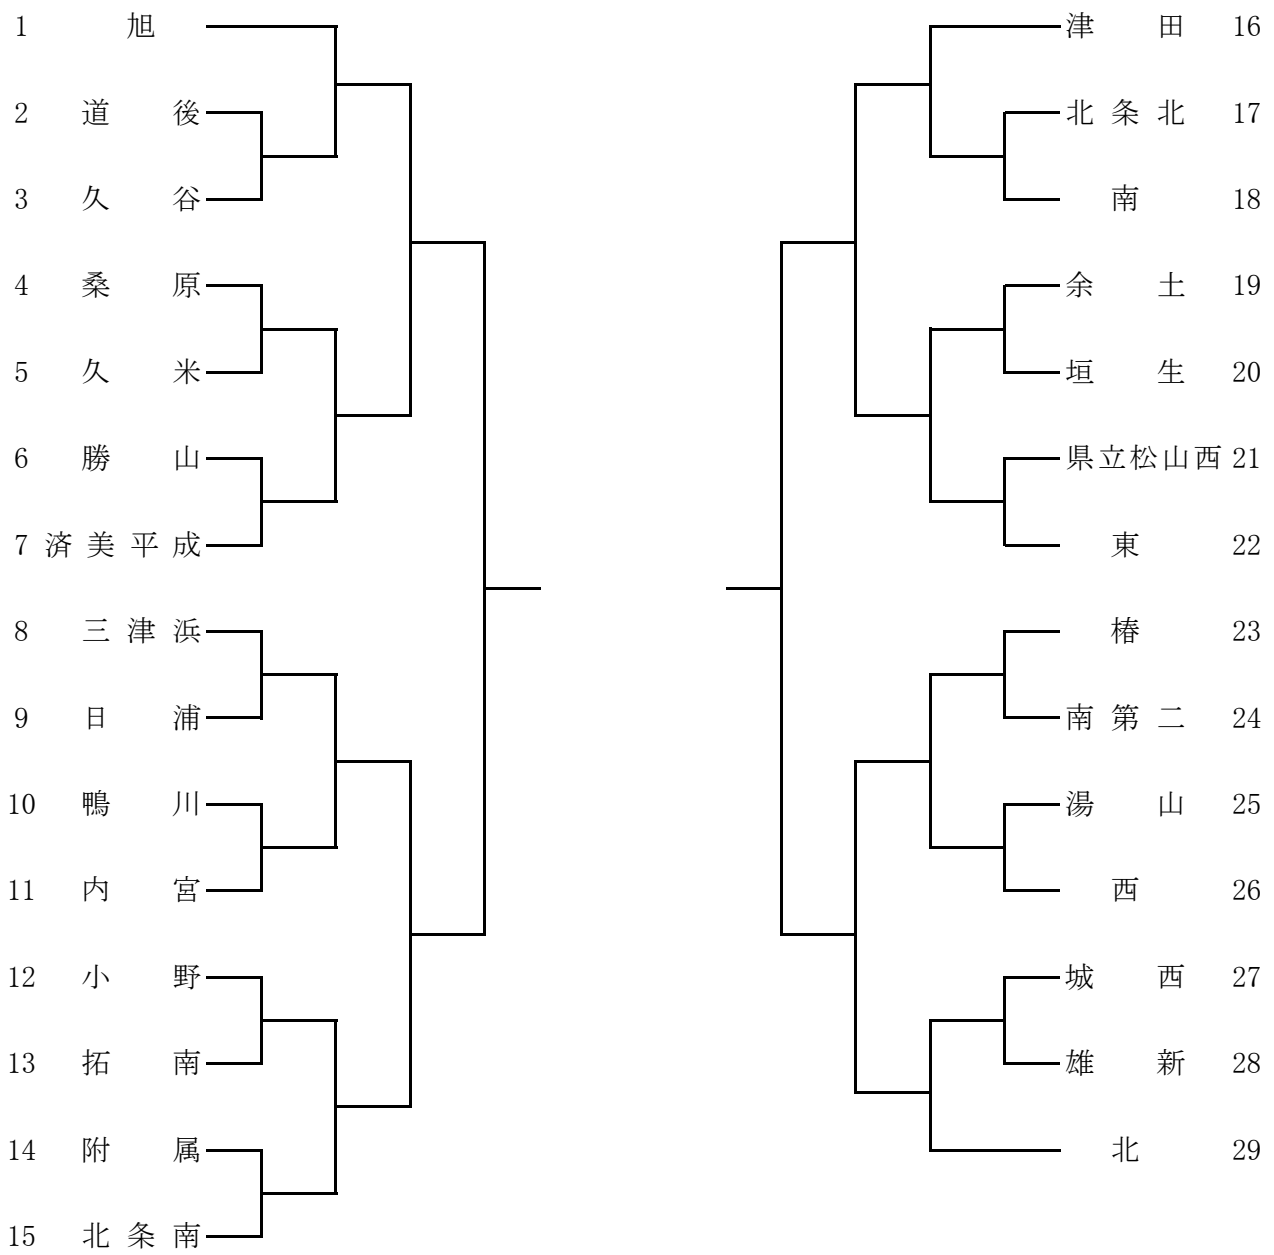 1 旭
2 道後
3 久谷
4 桑原
5 久米
6 勝山
7 済美平成
8 三津浜
9 日浦
10 鴨川
11 内宮
12 小野
13 拓南
14 附属
15 北条南
津田 16
北条北 17
南 18
余土 19
垣生 20
県立松山西 21
東 22
椿 23
南第二 24
湯山 25
西 26
城西 27
雄新 28
北 29